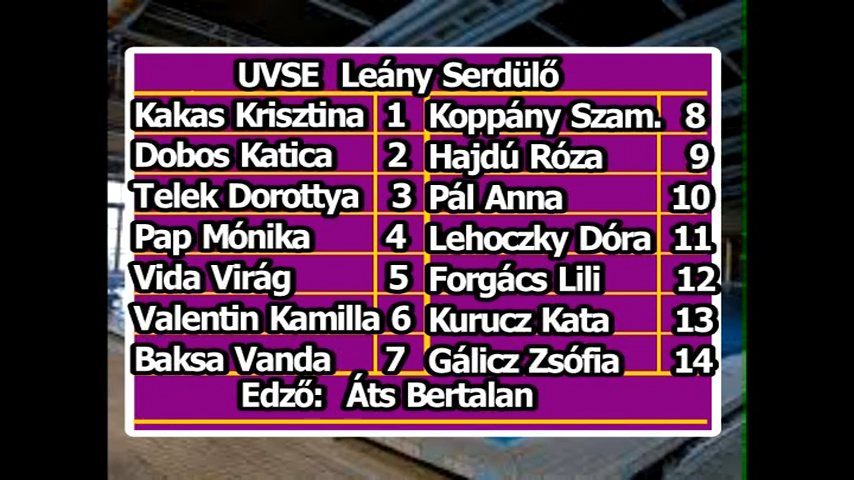 UVSE Leány Serdülő
Kakas Krisztina 1 Koppány Szam. 8
Dobos Katica 2 Hajdú Róza 9
Telek Dorottya 3 Pál Anna 10
Pap Mónika 4 Lehoczky Dóra 11
Vida Virág 5 Forgács Lili 12
Valentin Kamilla 6 Kurucz Kata 13
Baksa Vanda 7 Gálicz Zsófia 14
Edző: Áts Bertalan